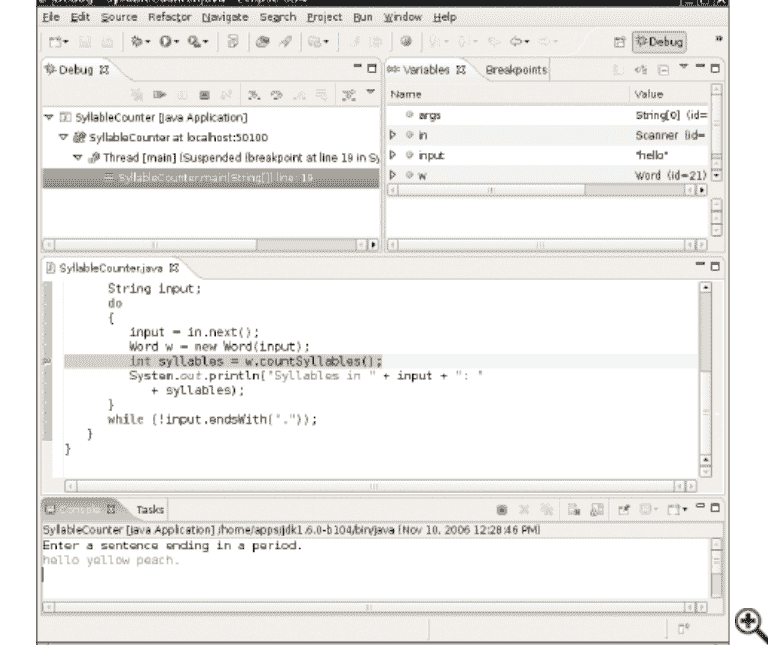 File Edit Source Refactor Navigate Search Project Run Window Help
Debug
Debug
SyllableCounter [Java Application]
SyllableCounter at localhost:50100
Thread [main] (Suspended (breakpoint at line 19 in Sy
SyllableCounter.main(String[]) line: 19
Variables Breakpoints
Name Value
args String[0] (id=
in Scanner (id=
input "hello"
w Word (id=21)
SyllableCounter.java
String input;
do
{
input = in.next();
Word w = new Word(input);
int syllables = w.countSyllables();
System.out.println("Syllables in " + input + ": "
+ syllables);
}
while (!input.endsWith("."));
}
}
Console Tasks
SyllableCounter [Java Application] /home/apps/jdk1.6.0-b104/bin/java (Nov 10, 2006 12:28:46 PM)
Enter a sentence ending in a period.
hello yellow peach.